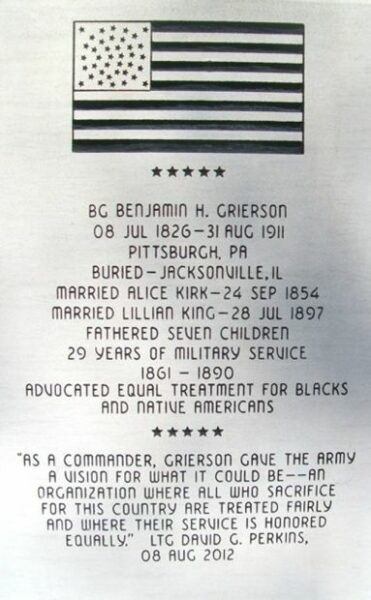 BG BENJAMIN H. GRIERSON
08 JUL 1826-31 AUG 1911
PITTSBURGH, PA
BURIED-JACKSONVILLE, IL
MARRIED ALICE KIRK-24 SEP 1854
MARRIED LILLIAN KING-28 JUL 1897
FATHERED SEVEN CHILDREN
29 YEARS OF MILITARY SERVICE
1861 - 1890
ADVOCATED EQUAL TREATMENT FOR BLACKS
AND NATIVE AMERICANS
"AS A COMMANDER, GRIERSON GAVE THE ARMY
A VISION FOR WHAT IT COULD BE--AN
ORGANIZATION WHERE ALL WHO SACRIFICE
FOR THIS COUNTRY ARE TREATED FAIRLY
AND WHERE THEIR SERVICE IS HONORED
EQUALLY." LTG DAVID G. PERKINS,
08 AUG 2012